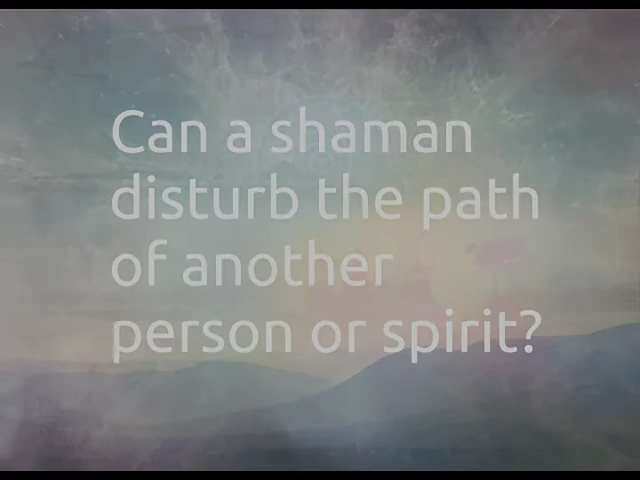 Can a shaman
disturb the path
of another
person or spirit?